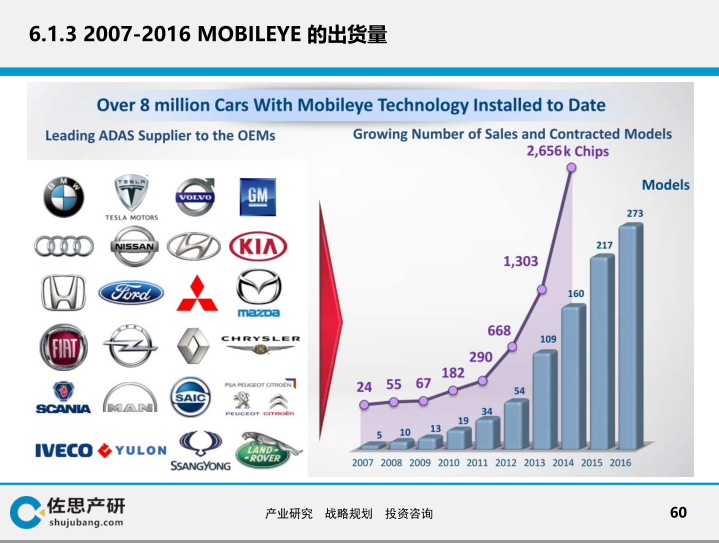 6.1.3 2007-2016 MOBILEYE 的出货量
Over 8 million Cars With Mobileye Technology Installed to Date
Leading ADAS Supplier to the OEMs
Growing Number of Sales and Contracted Models
2,656k Chips
Models
BMW
TESLA
TESLA MOTORS
VOLVO
GM
NISSAN
KIA
Ford
mazda
FIAT
CHRYSLER
SCANIA
MAN
SAIC
PSA PEUGEOT CITROËN
PEUGEOT CITROËN
IVECO
YULON
SSANGYONG
LAND-
ROVER
273
217
1,303
160
668
109
290
182
24 55 67
54
34
19
13
10
5
2007 2008 2009 2010 2011 2012 2013 2014 2015 2016
佐思产研
shujubang.com
产业研究 战略规划 投资咨询
60